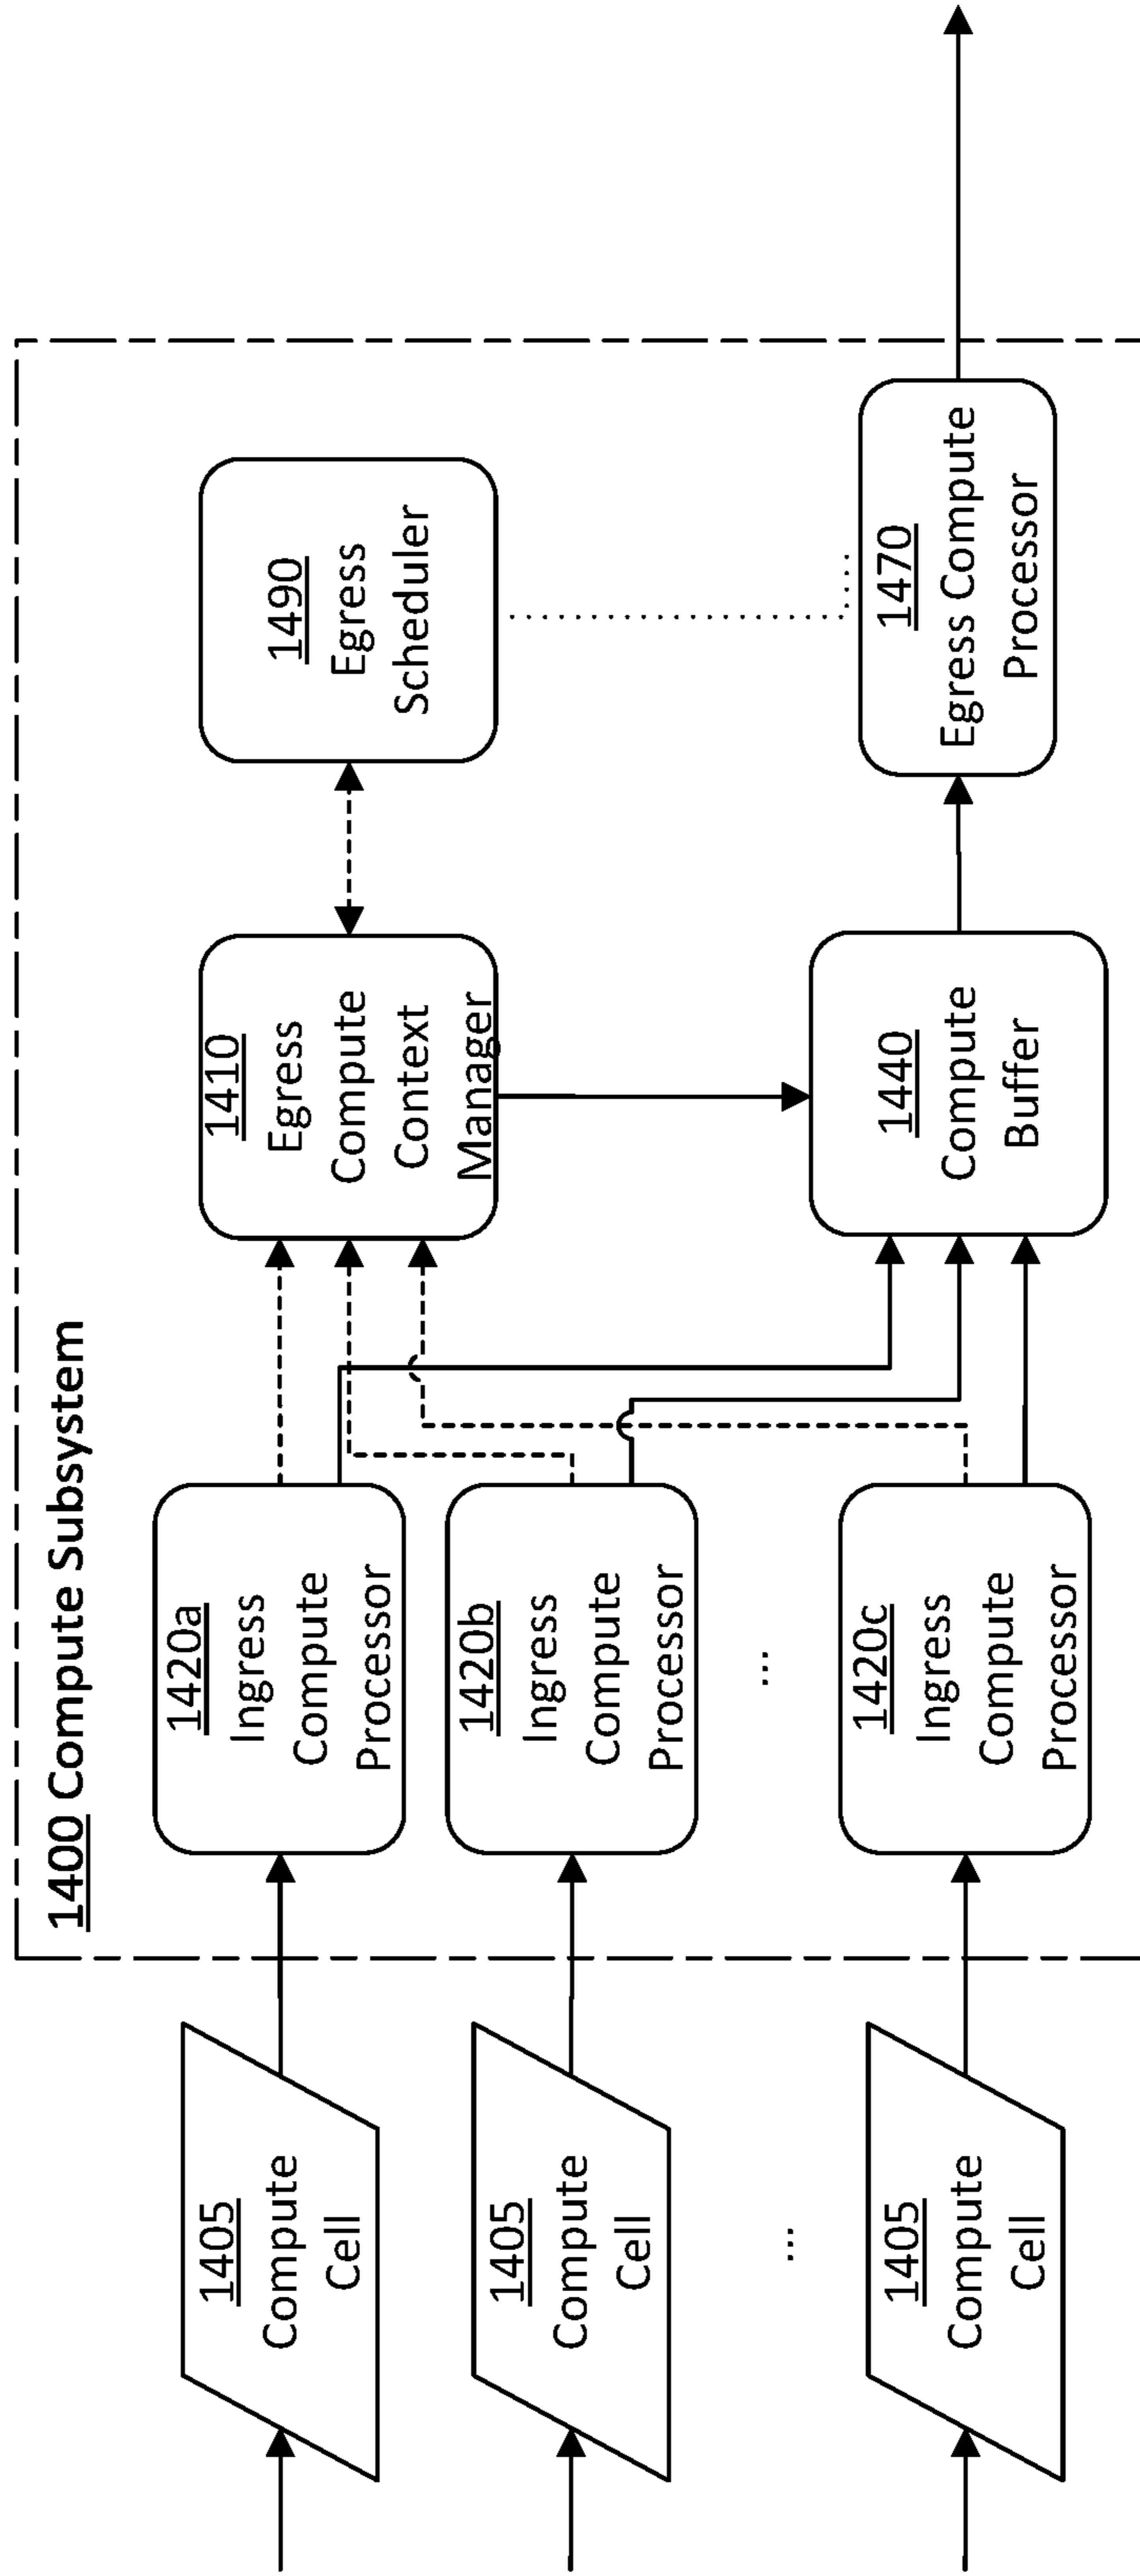 1400 Compute Subsystem
1405
Compute
Cell
1405
Compute
Cell
...
1405
Compute
Cell
1420a
Ingress
Compute
Processor
1420b
Ingress
Compute
Processor
...
1420c
Ingress
Compute
Processor
1410
Egress
Compute
Context
Manager
1440
Compute
Buffer
1490
Egress
Scheduler
1470
Egress Compute
Processor